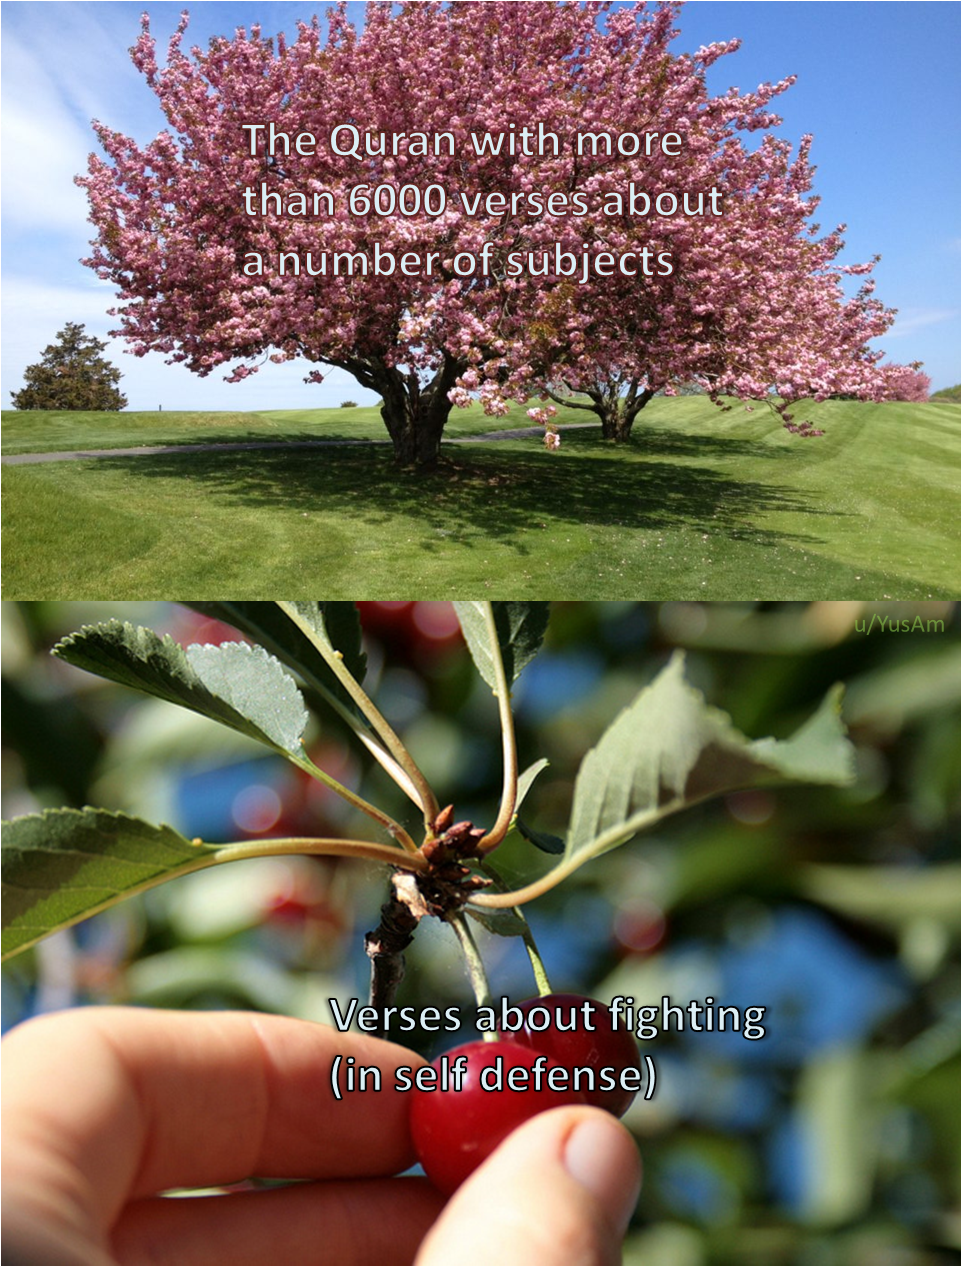 The Quran with more
than 6000 verses about
a number of subjects
u/YusAm
Verses about fighting
(in self defense)